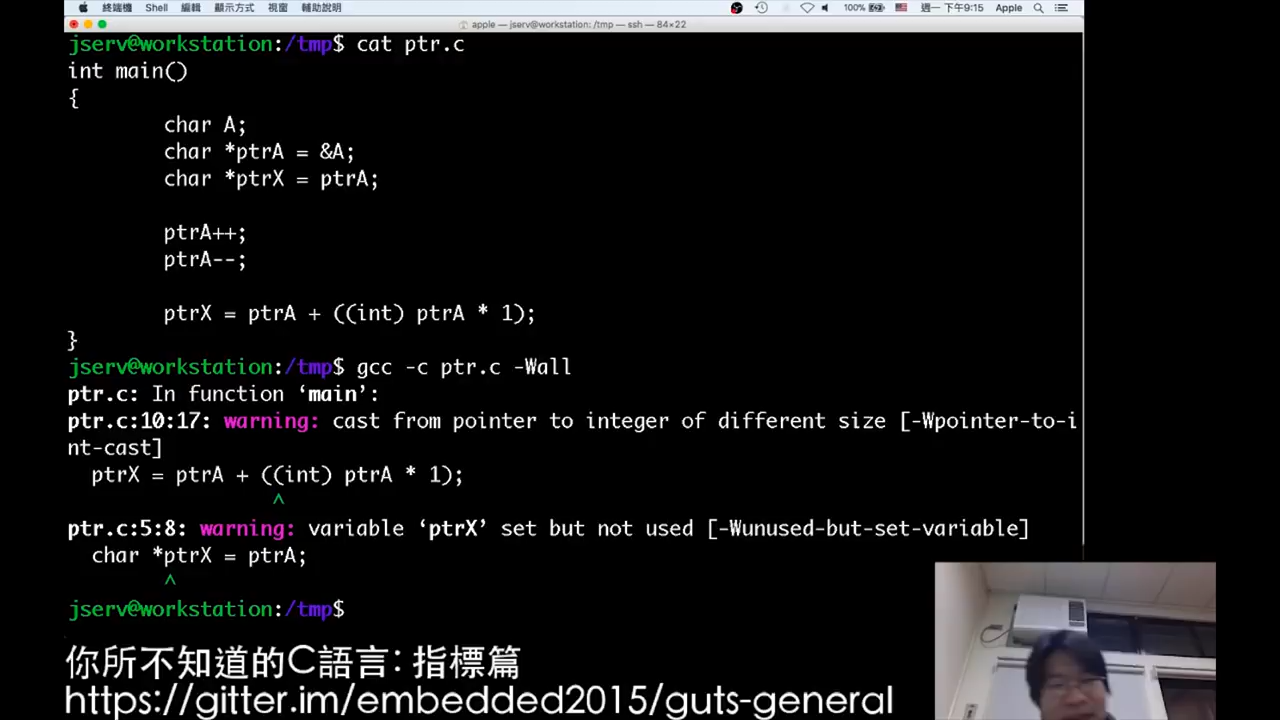 終端機 Shell 編輯 顯示方式 視窗 輔助說明 100% 週一下午9:15 Apple
apple — jserv@workstation: /tmp — ssh — 84×22
jserv@workstation:/tmp$ cat ptr.c
int main()
{
char A;
char *ptrA = &A;
char *ptrX = ptrA;
ptrA++;
ptrA--;
ptrX = ptrA + ((int) ptrA * 1);
}
jserv@workstation:/tmp$ gcc -c ptr.c -Wall
ptr.c: In function ‘main’:
ptr.c:10:17: warning: cast from pointer to integer of different size [-Wpointer-to-i
nt-cast]
ptrX = ptrA + ((int) ptrA * 1);
^
ptr.c:5:8: warning: variable ‘ptrX’ set but not used [-Wunused-but-set-variable]
char *ptrX = ptrA;
^
jserv@workstation:/tmp$
你所不知道的C語言: 指標篇
https://gitter.im/embedded2015/guts-general